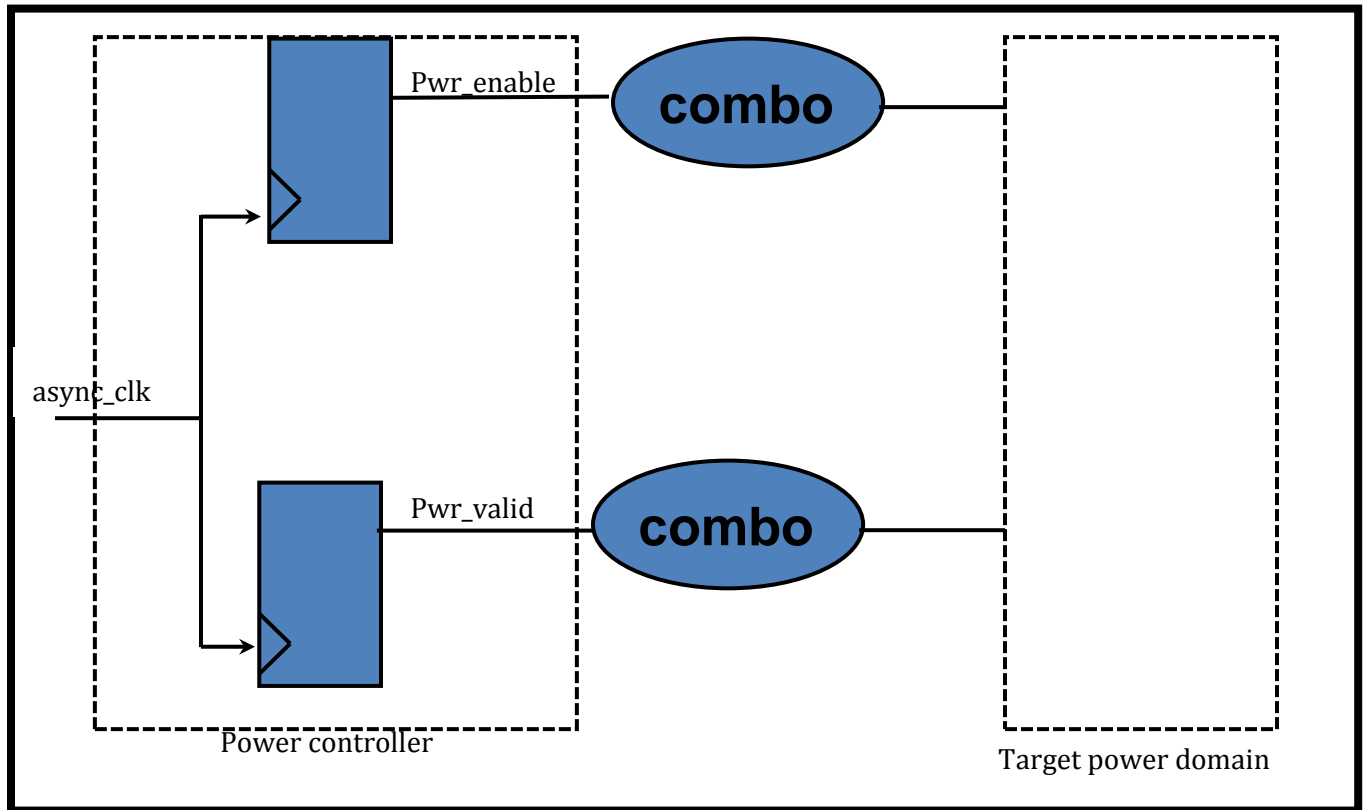 Pwr_enable
combo
async_clk
Pwr_valid
combo
Power controller
Target power domain